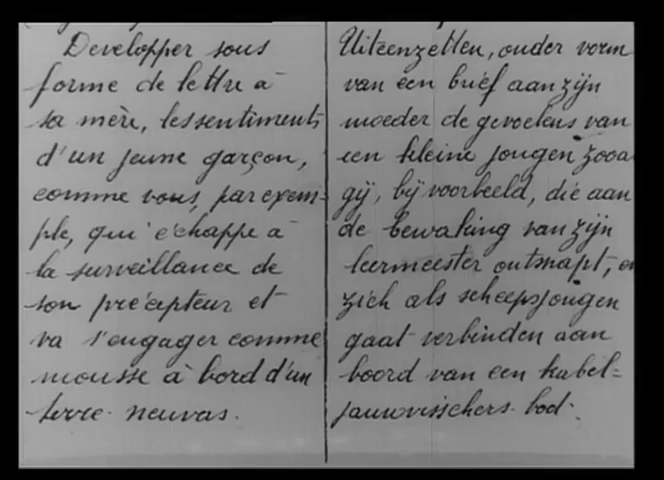 Developper sous
forme de lettre à
sa mère, les sentiments
d'un jeune garçon,
comme vous, par exem-
ple, qui échappe à
la surveillance de
son précepteur et
va s'engager comme
mousse à bord d'un
terre-neuvas.
Uiteenzetten, onder vorm
van een brief aan zijn
moeder de gevoelens van
een kleine jongen zooa
gij, bij voorbeeld, die aan
de bewaking van zijn
leermeester ontsnapt, e
zich als scheepsjongen
gaat verbinden aan
boord van een kabel=
jauwvisschers-boot.